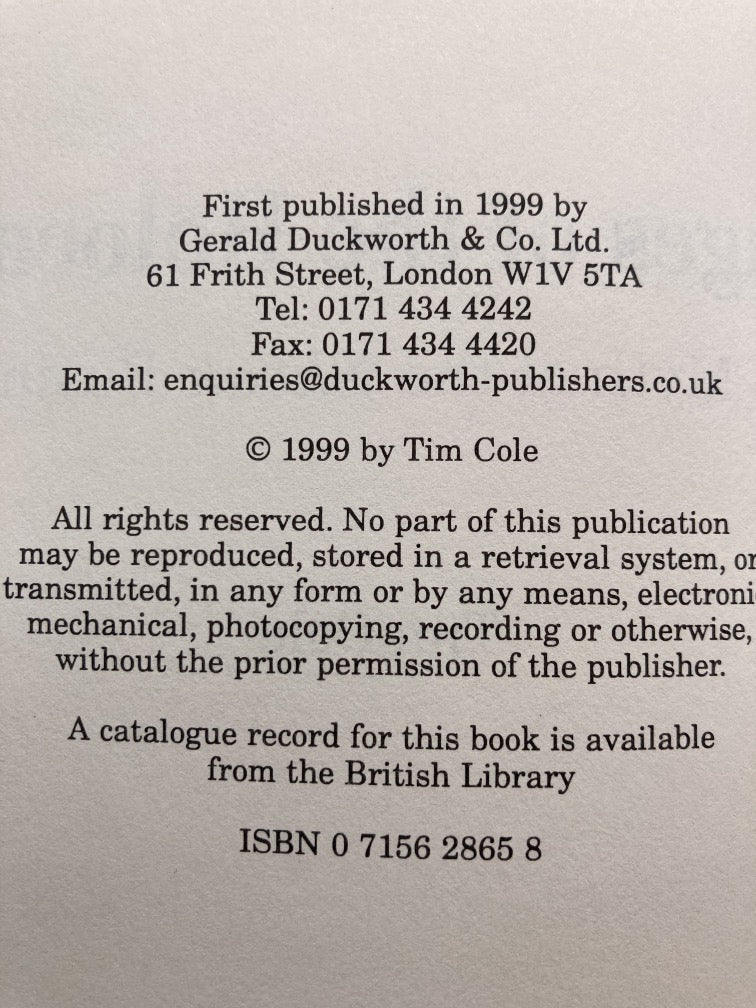 First published in 1999 by
Gerald Duckworth & Co. Ltd.
61 Frith Street, London W1V 5TA
Tel: 0171 434 4242
Fax: 0171 434 4420
Email: enquiries@duckworth-publishers.co.uk
© 1999 by Tim Cole
All rights reserved. No part of this publication
may be reproduced, stored in a retrieval system, or
transmitted, in any form or by any means, electroni
mechanical, photocopying, recording or otherwise,
without the prior permission of the publisher.
A catalogue record for this book is available
from the British Library
ISBN 0 7156 2865 8